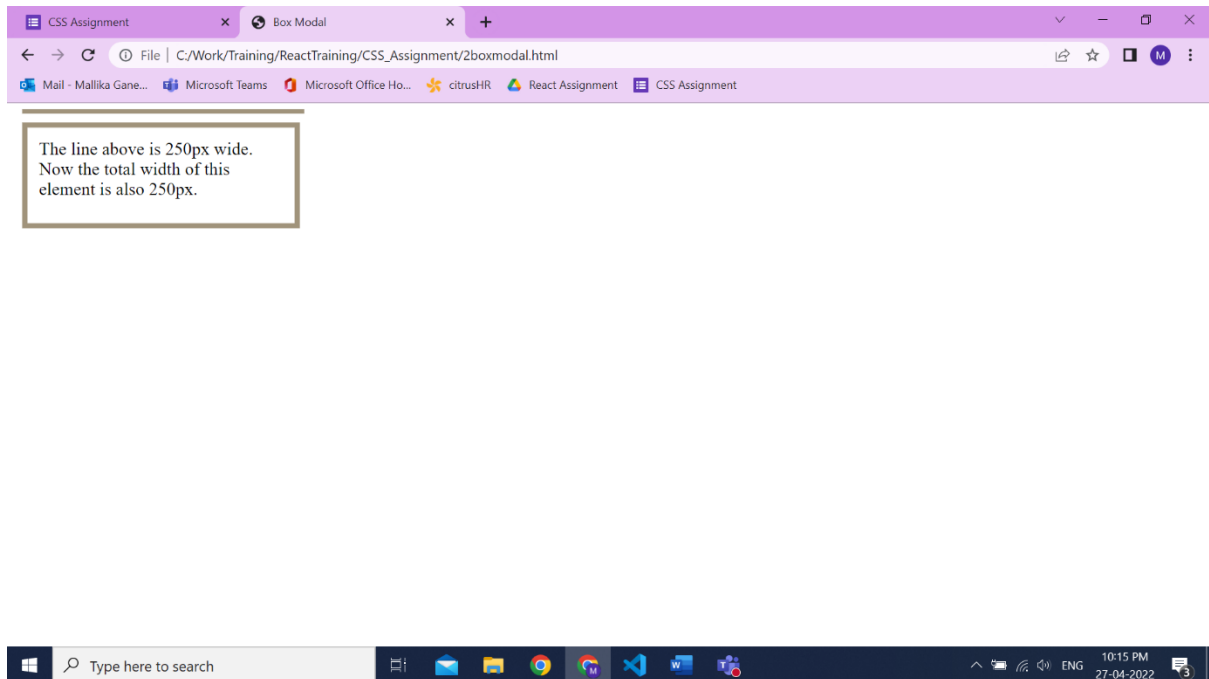 CSS Assignment
Box Modal
File | C:/Work/Training/ReactTraining/CSS_Assignment/2boxmodal.html
M
Mail - Mallika Gane...
Microsoft Teams
Microsoft Office Ho...
citrusHR
React Assignment
CSS Assignment
The line above is 250px wide.
Now the total width of this
element is also 250px.
Type here to search
ENG
10:15 PM
27-04-2022
3